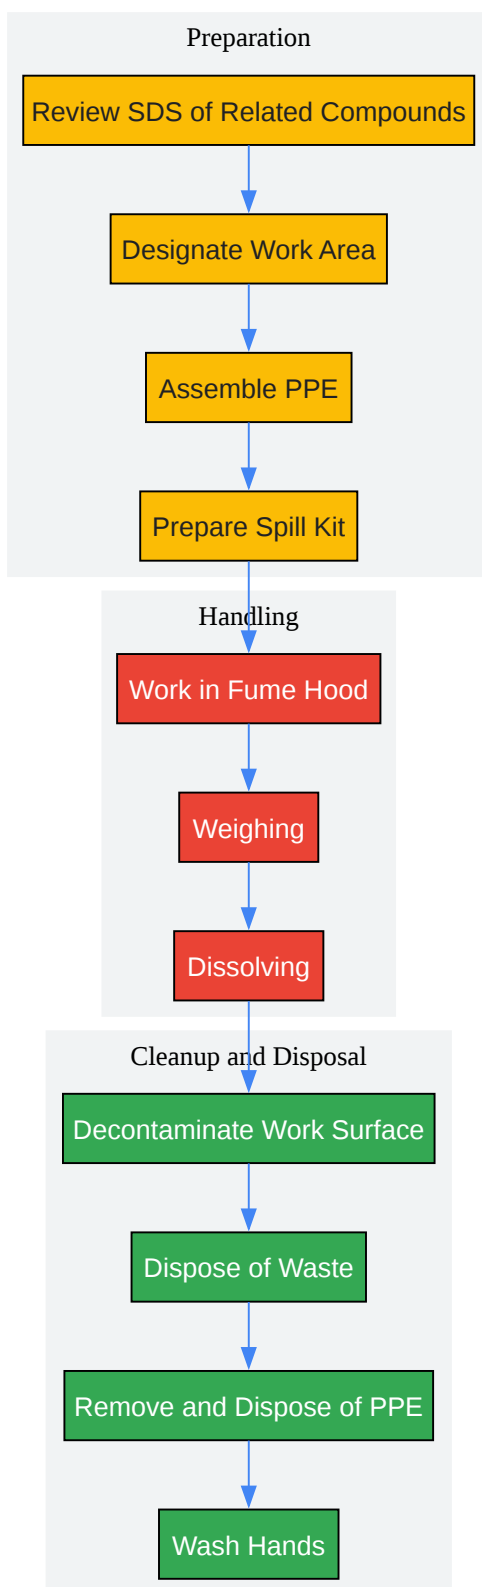 Preparation
Review SDS of Related Compounds
Designate Work Area
Assemble PPE
Prepare Spill Kit
Handling
Work in Fume Hood
Weighing
Dissolving
Cleanup and Disposal
Decontaminate Work Surface
Dispose of Waste
Remove and Dispose of PPE
Wash Hands